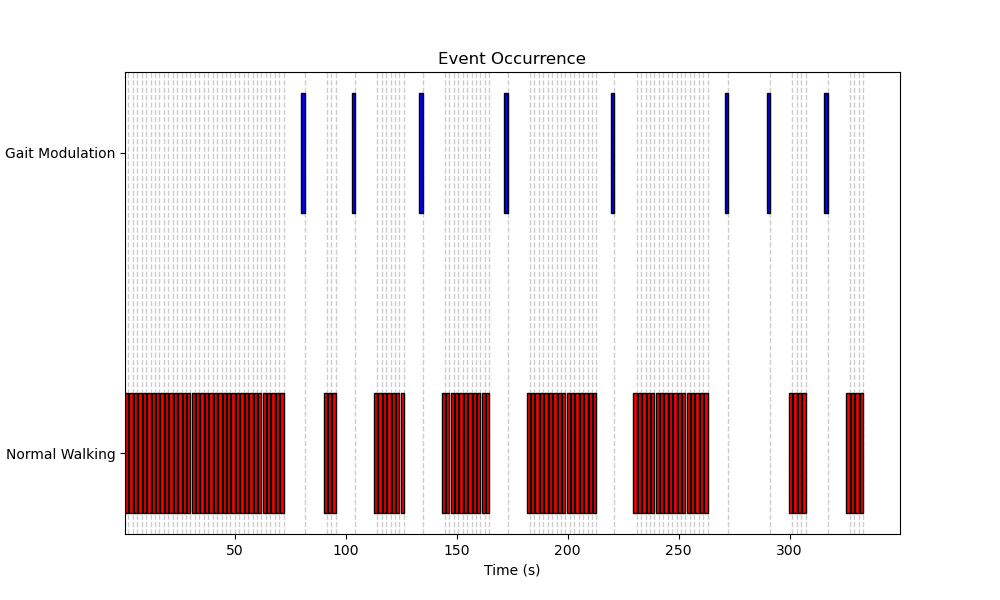 Event Occurrence
Gait Modulation
Normal Walking
50 100 150 200 250 300
Time (s)